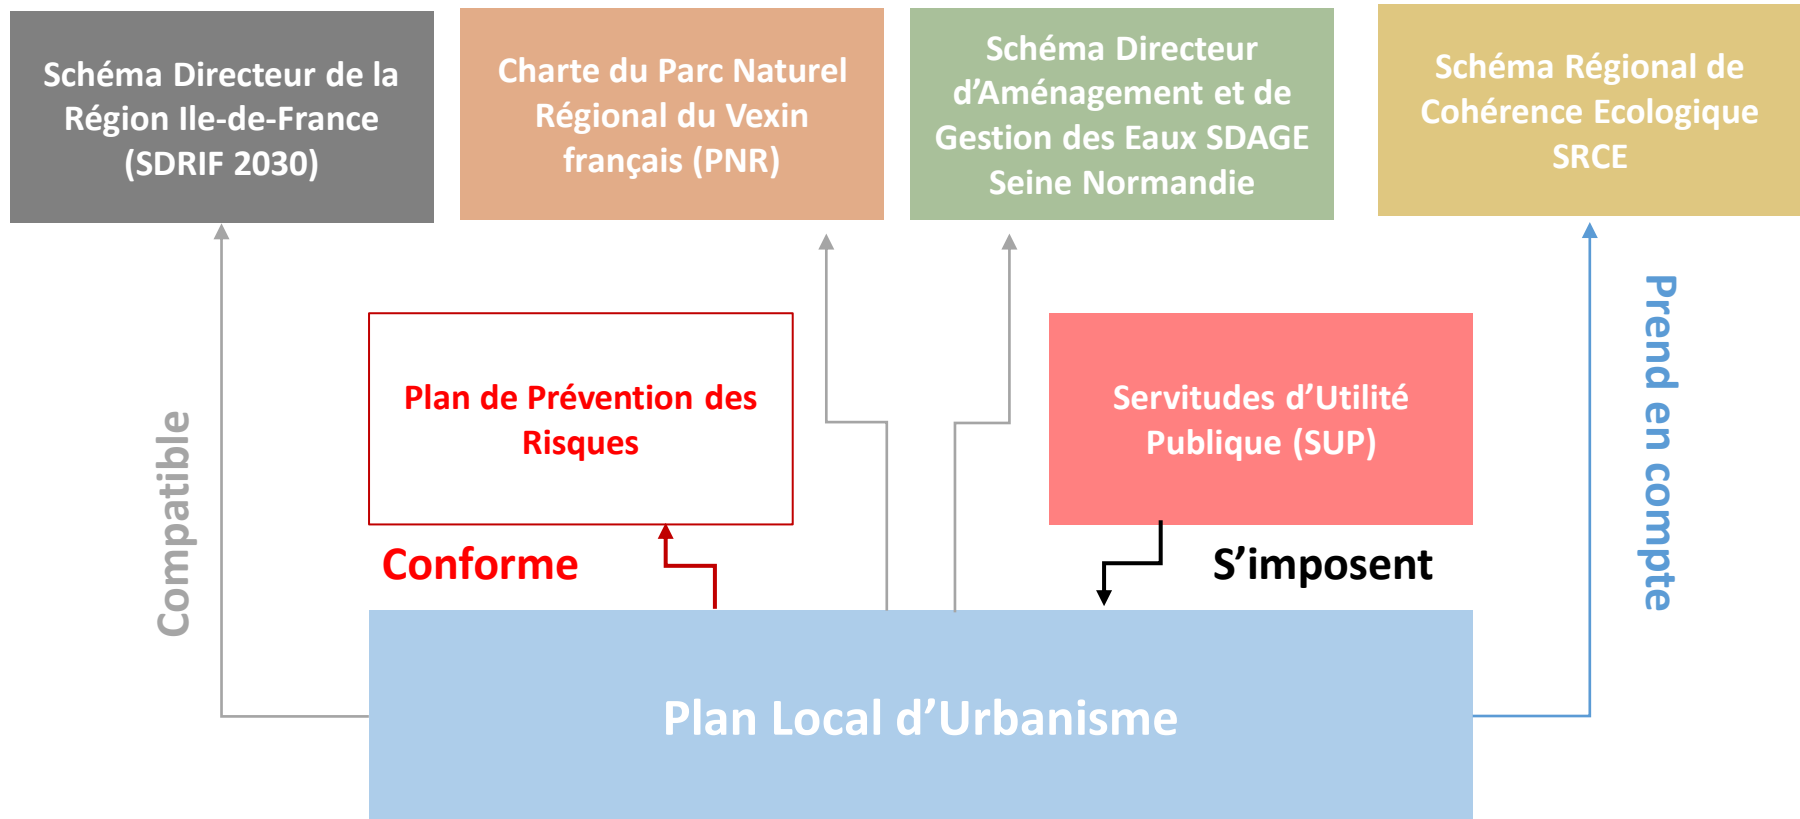 Schéma Directeur de la
Région Ile-de-France
(SDRIF 2030)
Charte du Parc Naturel
Régional du Vexin
français (PNR)
Schéma Directeur
d’Aménagement et de
Gestion des Eaux SDAGE
Seine Normandie
Schéma Régional de
Cohérence Ecologique
SRCE
Compatible
Plan de Prévention des
Risques
Servitudes d’Utilité
Publique (SUP)
Prend en compte
Conforme
S’imposent
Plan Local d’Urbanisme